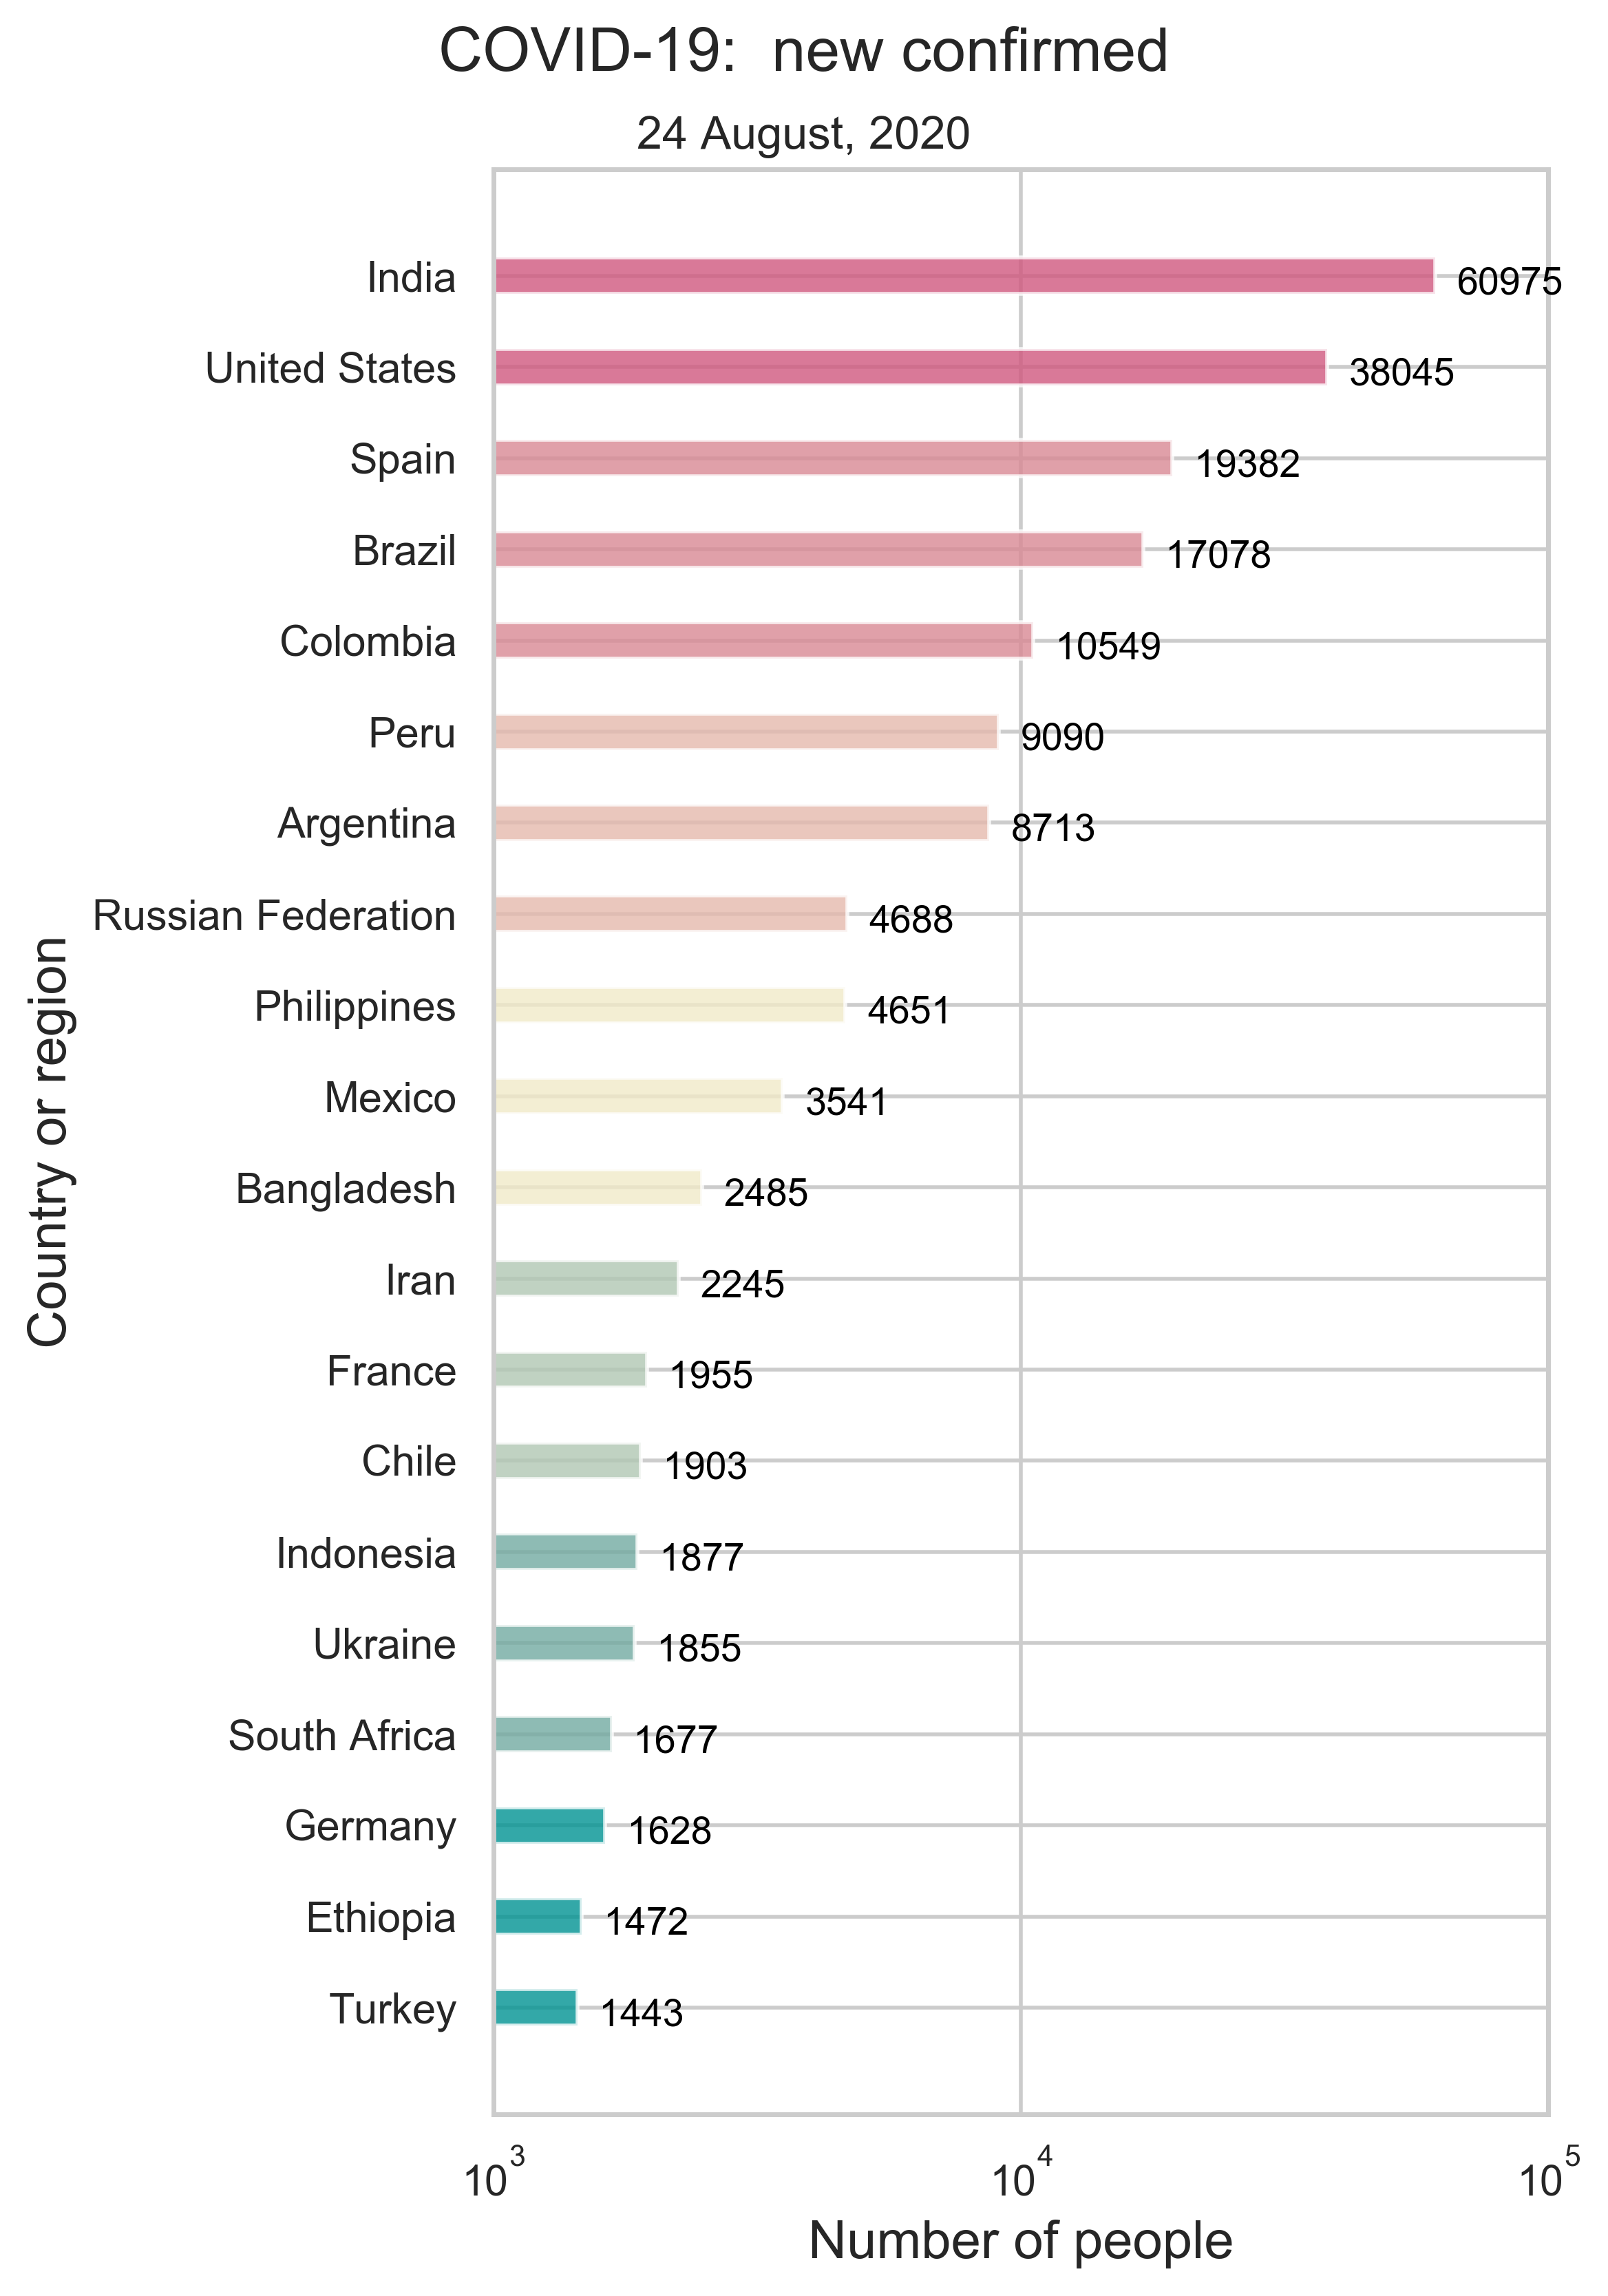 COVID-19:  new confirmed
24 August, 2020
Country or region
India 60975
United States 38045
Spain 19382
Brazil 17078
Colombia 10549
Peru 9090
Argentina 8713
Russian Federation 4688
Philippines 4651
Mexico 3541
Bangladesh 2485
Iran 2245
France 1955
Chile 1903
Indonesia 1877
Ukraine 1855
South Africa 1677
Germany 1628
Ethiopia 1472
Turkey 1443
10³ 10⁴ 10⁵
Number of people